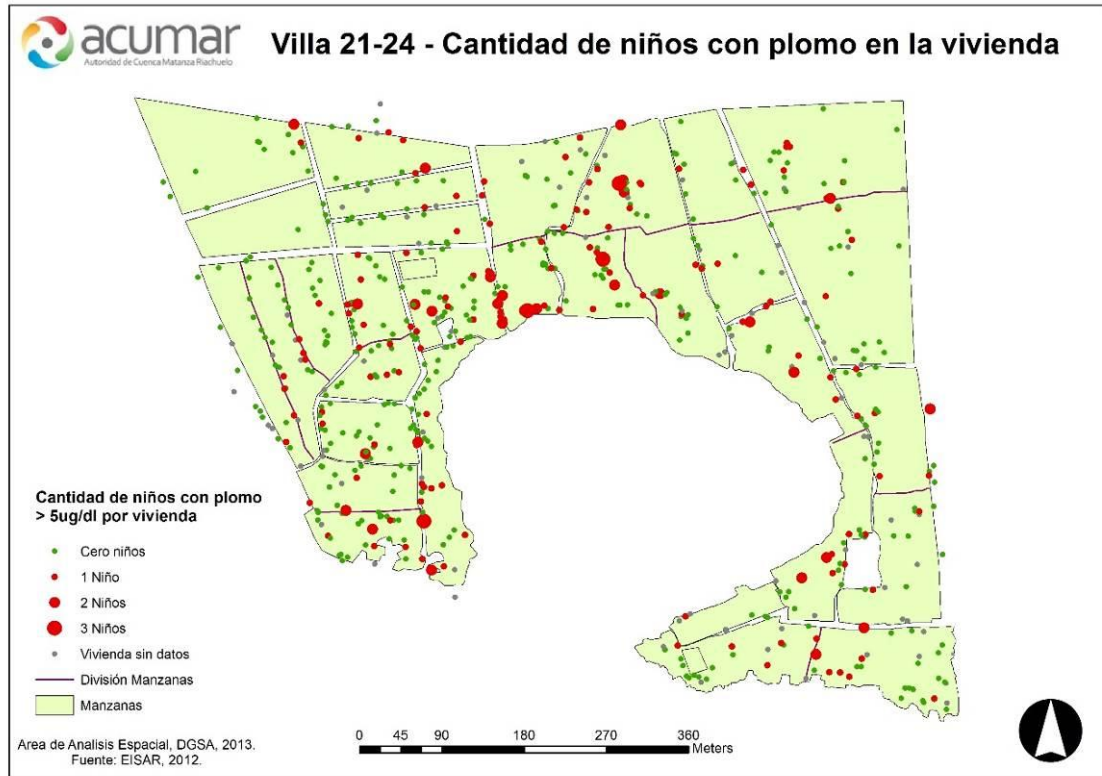 acumar
Autoridad de Cuenca Matanza Riachuelo
Villa 21-24 - Cantidad de niños con plomo en la vivienda
Cantidad de niños con plomo
> 5ug/dl por vivienda
Cero niños
1 Niño
2 Niños
3 Niños
Vivienda sin datos
División Manzanas
Manzanas
Area de Analisis Espacial, DGSA, 2013.
Fuente: EISAR, 2012.
0 45 90 180 270 360
Meters